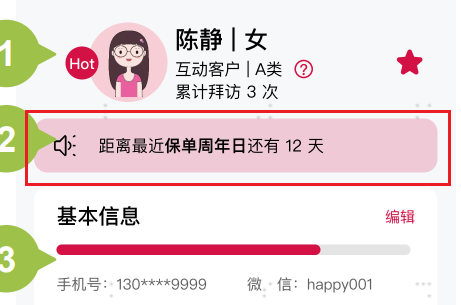 1
Hot
陈静 | 女
互动客户 | A类 ?
累计拜访 3 次
2
距离最近保单周年日还有 12 天
基本信息
编辑
3
手机号: 130****9999
微 信: happy001